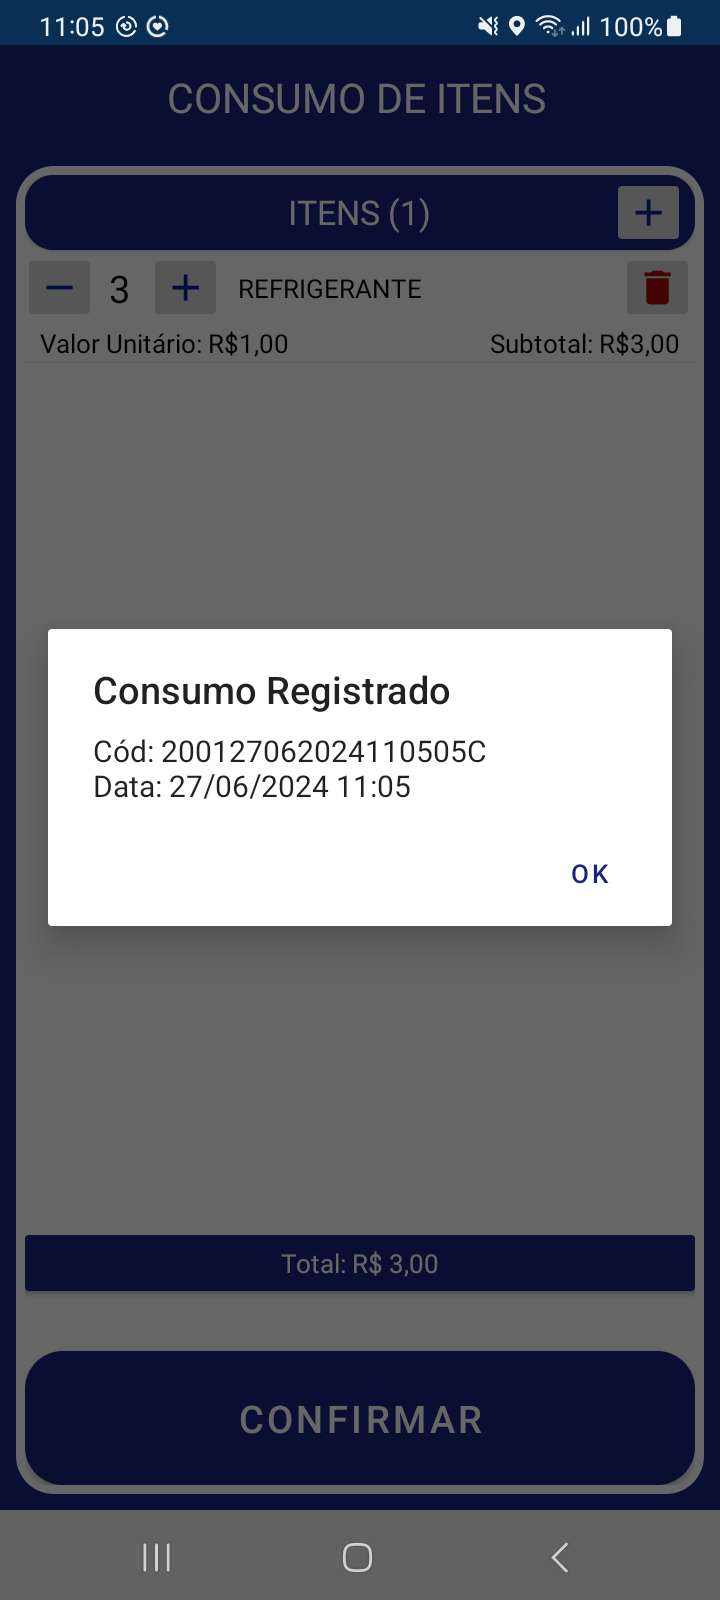 11:05 100%
CONSUMO DE ITENS
ITENS (1)
3 REFRIGERANTE
Valor Unitário: R$1,00 Subtotal: R$3,00
Consumo Registrado
Cód: 200127062024110505C
Data: 27/06/2024 11:05
OK
Total: R$ 3,00
CONFIRMAR